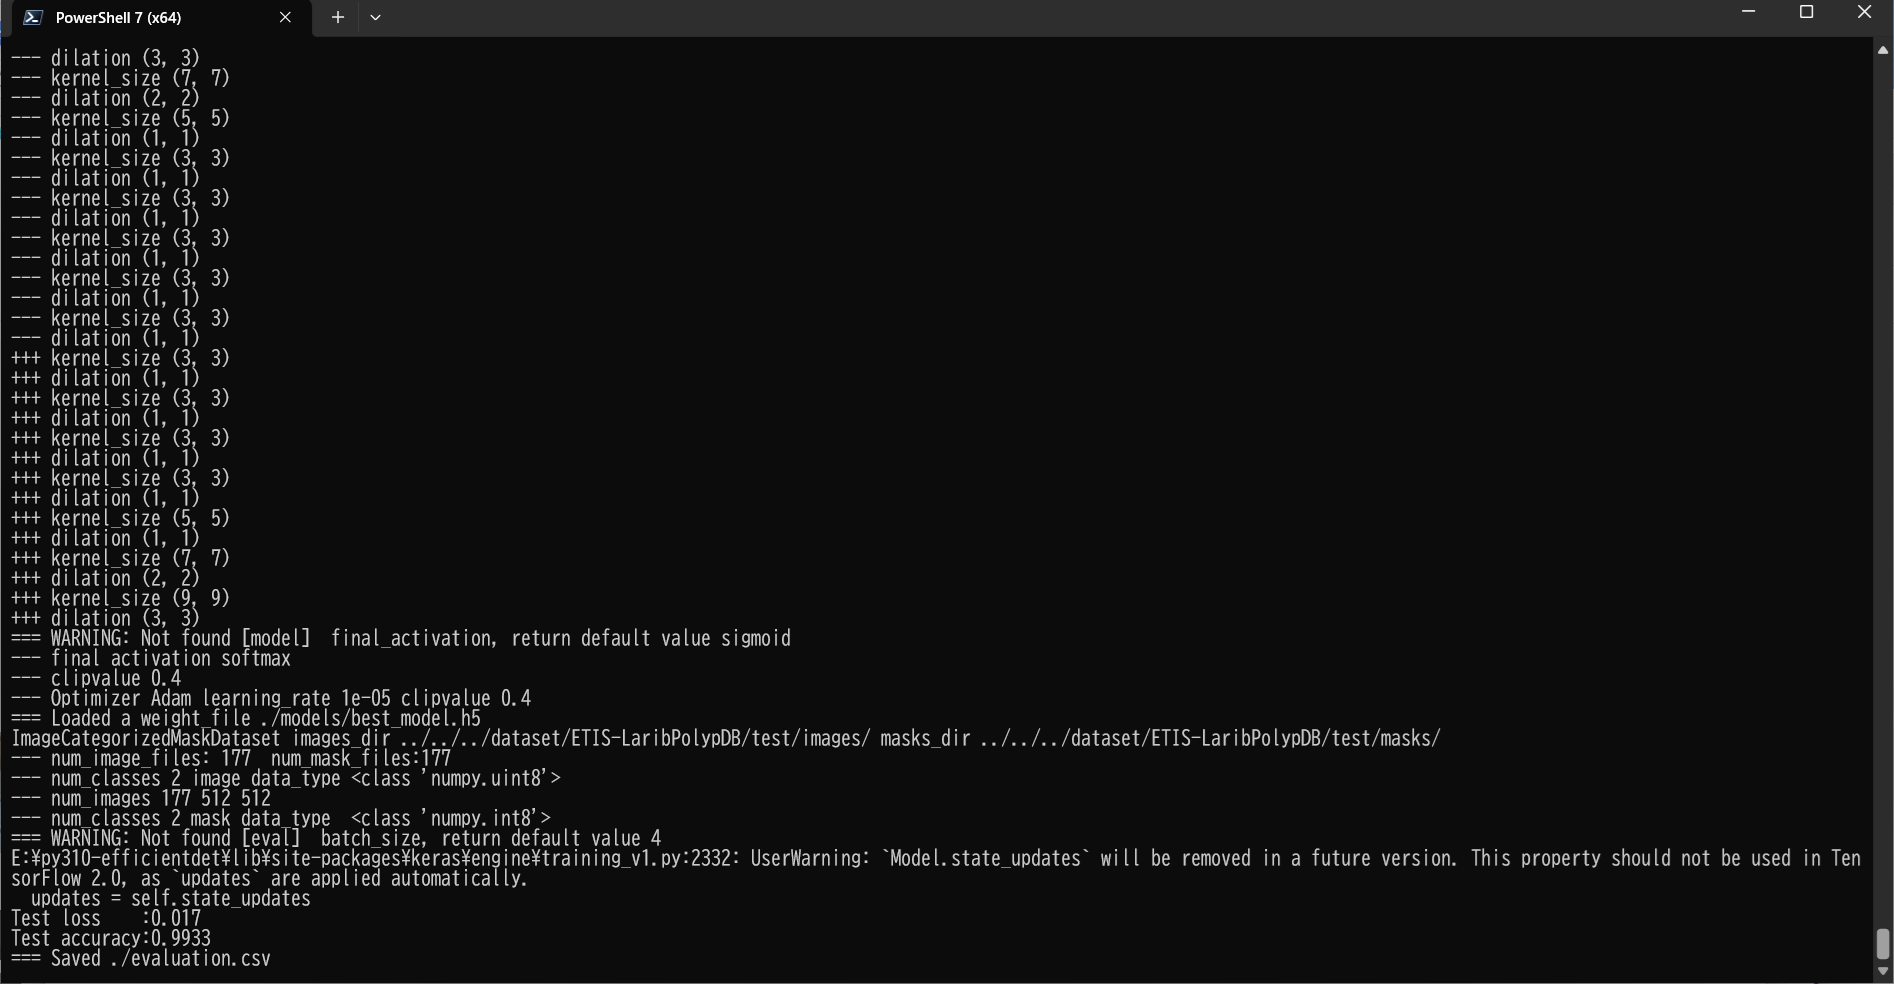 PowerShell 7 (x64)
--- dilation (3, 3)
--- kernel_size (7, 7)
--- dilation (2, 2)
--- kernel_size (5, 5)
--- dilation (1, 1)
--- kernel_size (3, 3)
--- dilation (1, 1)
--- kernel_size (3, 3)
--- dilation (1, 1)
--- kernel_size (3, 3)
--- dilation (1, 1)
--- kernel_size (3, 3)
--- dilation (1, 1)
--- kernel_size (3, 3)
--- dilation (1, 1)
+++ kernel_size (3, 3)
+++ dilation (1, 1)
+++ kernel_size (3, 3)
+++ dilation (1, 1)
+++ kernel_size (3, 3)
+++ dilation (1, 1)
+++ kernel_size (3, 3)
+++ dilation (1, 1)
+++ kernel_size (5, 5)
+++ dilation (1, 1)
+++ kernel_size (7, 7)
+++ dilation (2, 2)
+++ kernel_size (9, 9)
+++ dilation (3, 3)
=== WARNING: Not found [model]  final_activation, return default value sigmoid
--- final activation softmax
--- clipvalue 0.4
--- Optimizer Adam learning_rate 1e-05 clipvalue 0.4
=== Loaded a weight_file ./models/best_model.h5
ImageCategorizedMaskDataset images_dir ../../../dataset/ETIS-LaribPolypDB/test/images/ masks_dir ../../../dataset/ETIS-LaribPolypDB/test/masks/
--- num_image_files: 177  num_mask_files:177
--- num_classes 2 image data_type <class 'numpy.uint8'>
--- num_images 177 512 512
--- num_classes 2 mask data_type  <class 'numpy.int8'>
=== WARNING: Not found [eval]  batch_size, return default value 4
E:¥py310-efficientdet¥lib¥site-packages¥keras¥engine¥training_v1.py:2332: UserWarning: `Model.state_updates` will be removed in a future version. This property should not be used in Ten
sorFlow 2.0, as `updates` are applied automatically.
  updates = self.state_updates
Test loss    :0.017
Test accuracy:0.9933
=== Saved ./evaluation.csv